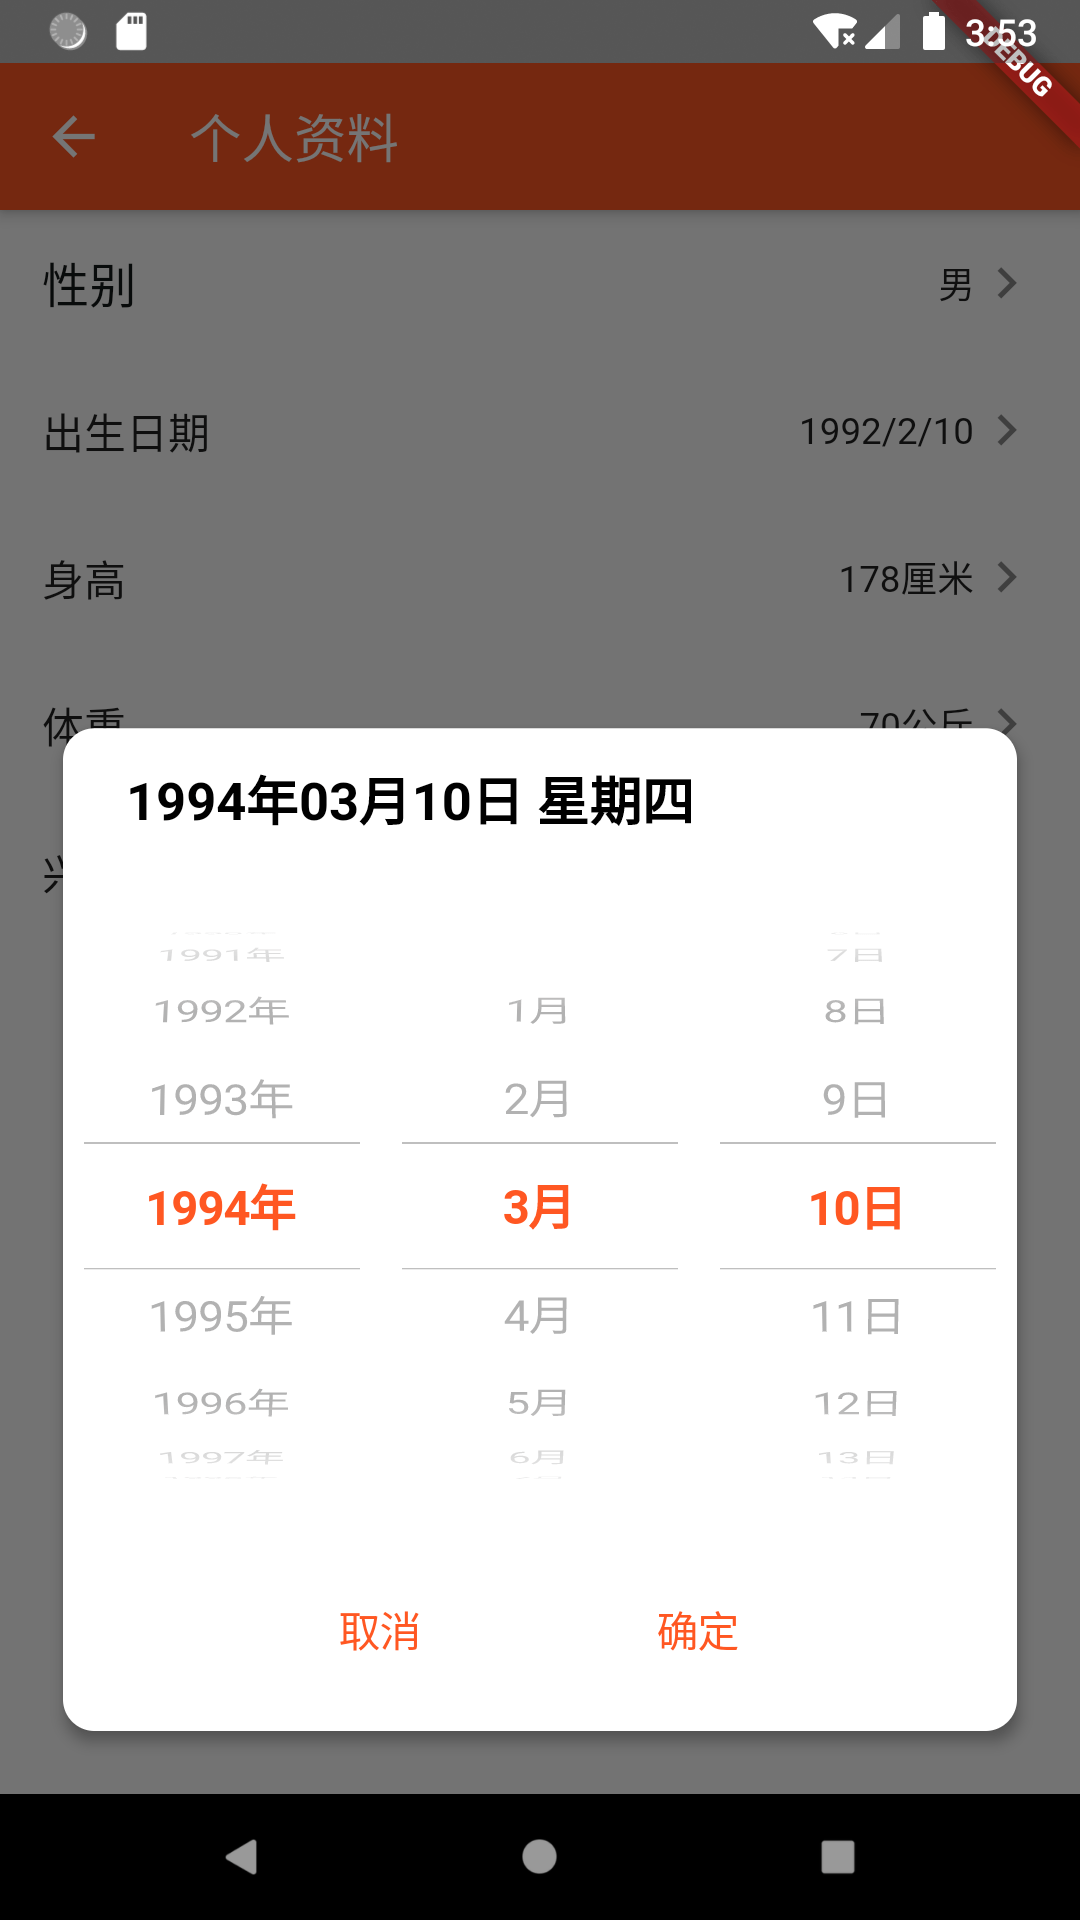 3:53
DEBUG
个人资料
性别 男
出生日期 1992/2/10
身高 178厘米
体重 70公斤
1994年03月10日 星期四
1991年 7日
1992年 1月 8日
1993年 2月 9日
1994年 3月 10日
1995年 4月 11日
1996年 5月 12日
1997年 6月 13日
取消 确定